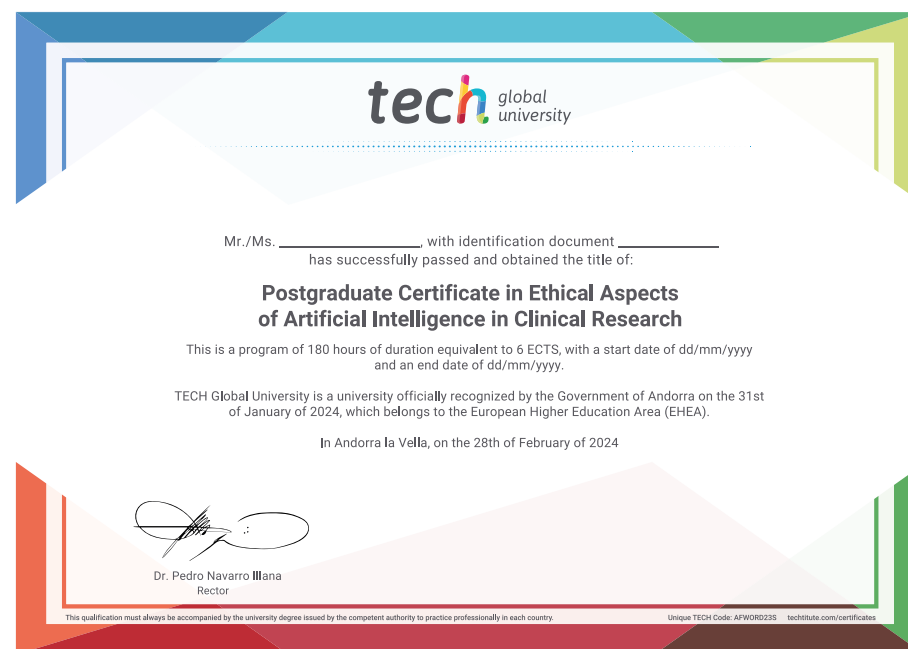 tech global university
Mr./Ms. ____________________, with identification document ______________
has successfully passed and obtained the title of:
Postgraduate Certificate in Ethical Aspects
of Artificial Intelligence in Clinical Research
This is a program of 180 hours of duration equivalent to 6 ECTS, with a start date of dd/mm/yyyy
and an end date of dd/mm/yyyy.
TECH Global University is a university officially recognized by the Government of Andorra on the 31st
of January of 2024, which belongs to the European Higher Education Area (EHEA).
In Andorra la Vella, on the 28th of February of 2024
Dr. Pedro Navarro Illana
Rector
This qualification must always be accompanied by the university degree issued by the competent authority to practice professionally in each country.
Unique TECH Code: AFWORD23S techtitute.com/certificates